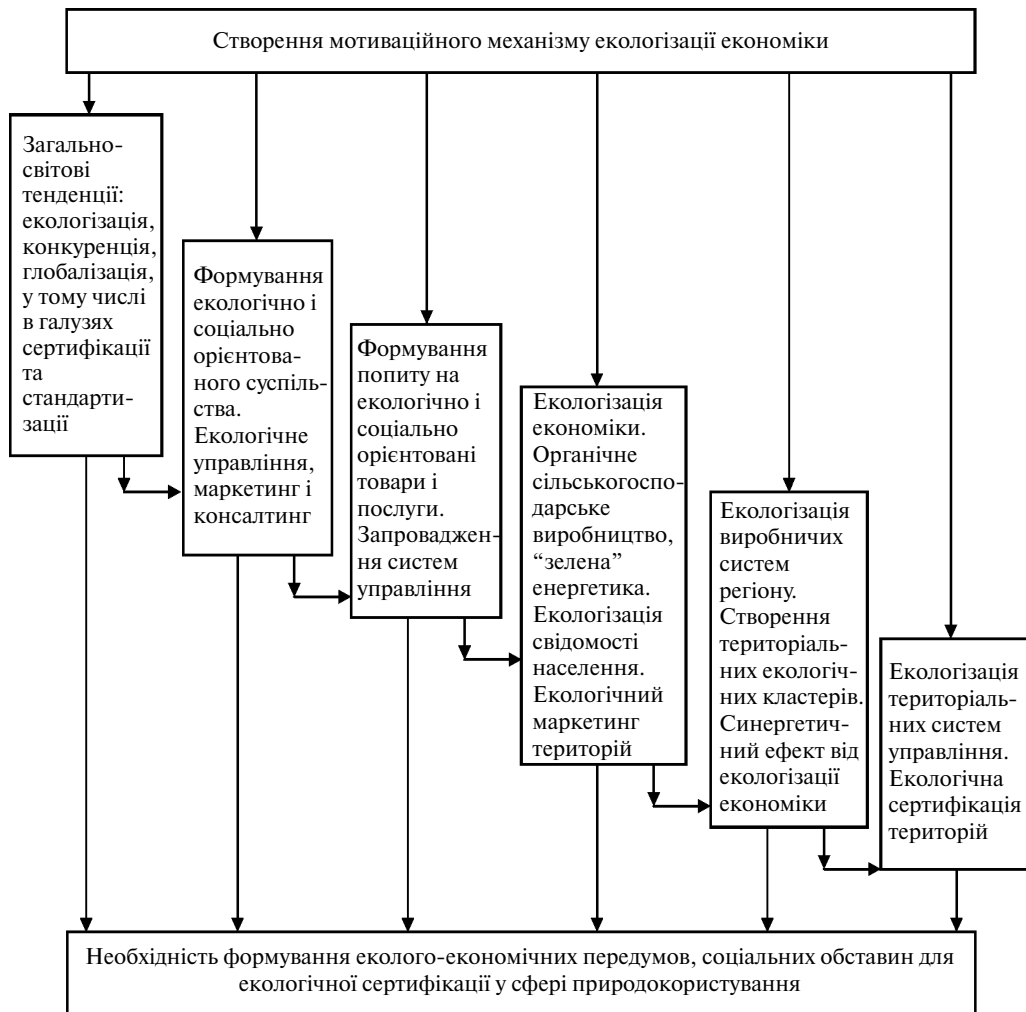 Створення мотиваційного механізму екологізації економіки
Загально-
світові
тенденції:
екологізація,
конкуренція,
глобалізація,
у тому числі
в галузях
сертифікації
та
стандарти-
зації
Формування
екологічно і
соціально
орієнтова-
ного суспіль-
ства.
Екологічне
управління,
маркетинг і
консалтинг
Формування
попиту на
екологічно і
соціально
орієнтовані
товари і
послуги.
Запроваджен-
ня систем
управління
Екологізація
економіки.
Органічне
сільськогоспо-
дарське
виробництво,
“зелена”
енергетика.
Екологізація
свідомості
населення.
Екологічний
маркетинг
територій
Екологізація
виробничих
систем
регіону.
Створення
територіаль-
них екологіч-
них кластерів.
Синергетич-
ний ефект від
екологізації
економіки
Екологізація
територіаль-
них систем
управління.
Екологічна
сертифікація
територій
Необхідність формування еколого-економічних передумов, соціальних обставин для
екологічної сертифікації у сфері природокористування